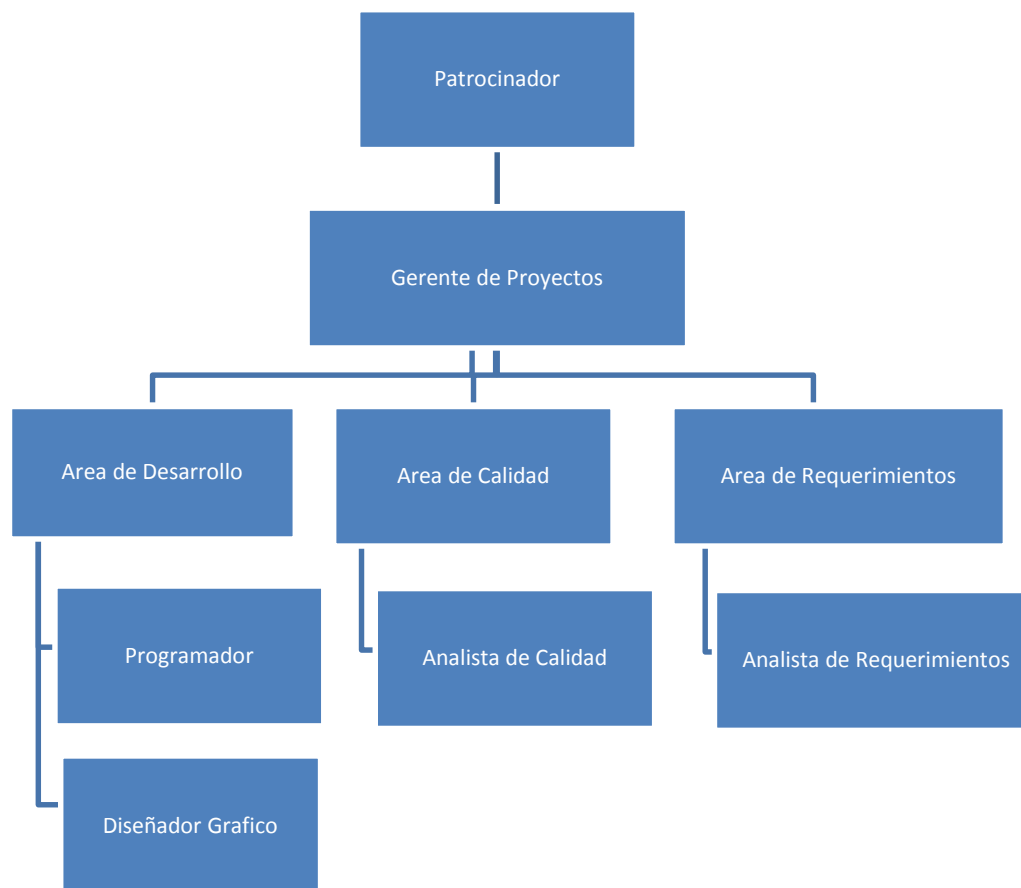 Patrocinador
Gerente de Proyectos
Area de Desarrollo
Area de Calidad
Area de Requerimientos
Programador
Analista de Calidad
Analista de Requerimientos
Diseñador Grafico